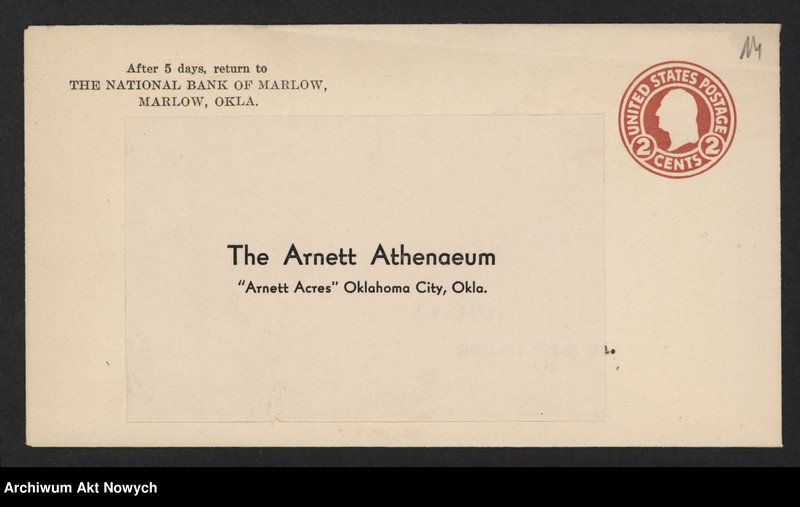 After 5 days, return to
THE NATIONAL BANK OF MARLOW,
MARLOW, OKLA.
UNITED STATES POSTAGE
2 CENTS 2
The Arnett Athenaeum
"Arnett Acres" Oklahoma City, Okla.
Archiwum Akt Nowych